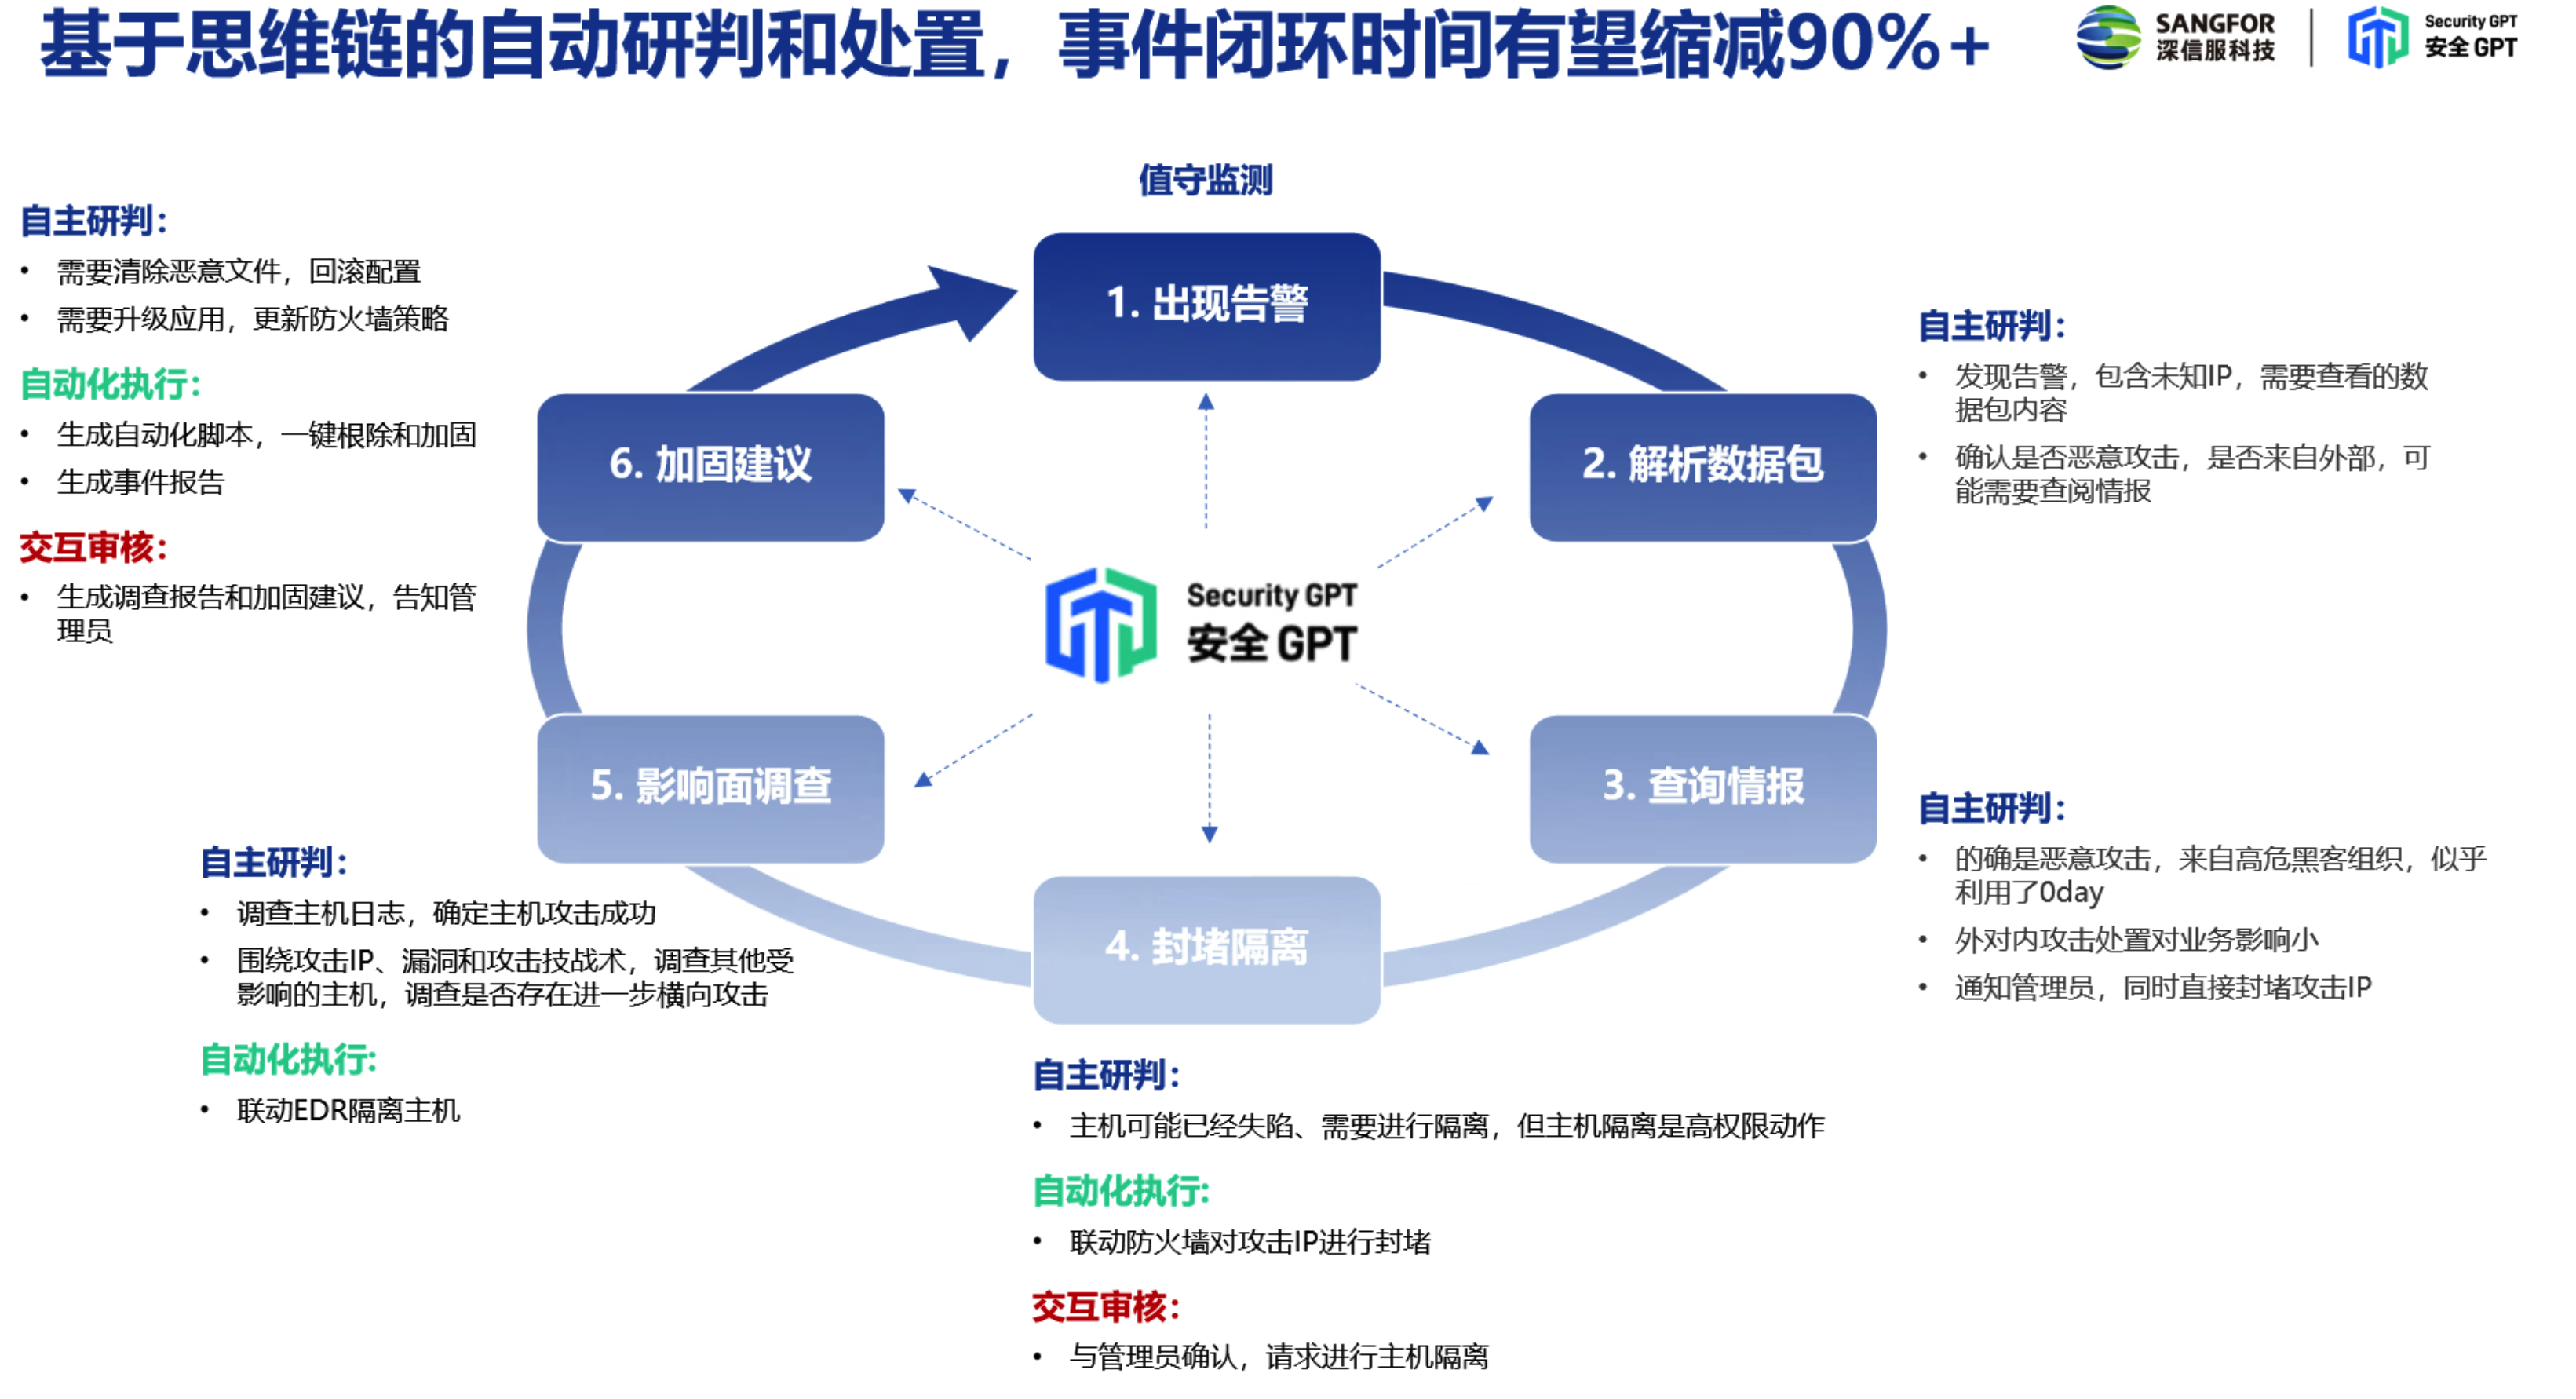 基于思维链的自动研判和处置，事件闭环时间有望缩减90%+
SANGFOR
深信服科技
Security GPT
安全 GPT
值守监测
1. 出现告警
2. 解析数据包
3. 查询情报
4. 封堵隔离
5. 影响面调查
6. 加固建议
Security GPT
安全 GPT
自主研判：
• 发现告警，包含未知IP，需要查看的数
据包内容
• 确认是否恶意攻击，是否来自外部，可
能需要查阅情报
自主研判：
• 的确是恶意攻击，来自高危黑客组织，似乎
利用了0day
• 外对内攻击处置对业务影响小
• 通知管理员，同时直接封堵攻击IP
自主研判：
• 主机可能已经失陷、需要进行隔离，但主机隔离是高权限动作
自动化执行:
• 联动防火墙对攻击IP进行封堵
交互审核：
• 与管理员确认，请求进行主机隔离
自主研判：
• 调查主机日志，确定主机攻击成功
• 围绕攻击IP、漏洞和攻击技战术，调查其他受
影响的主机，调查是否存在进一步横向攻击
自动化执行:
• 联动EDR隔离主机
自主研判：
• 需要清除恶意文件，回滚配置
• 需要升级应用，更新防火墙策略
自动化执行：
• 生成自动化脚本，一键根除和加固
• 生成事件报告
交互审核：
• 生成调查报告和加固建议，告知管
理员